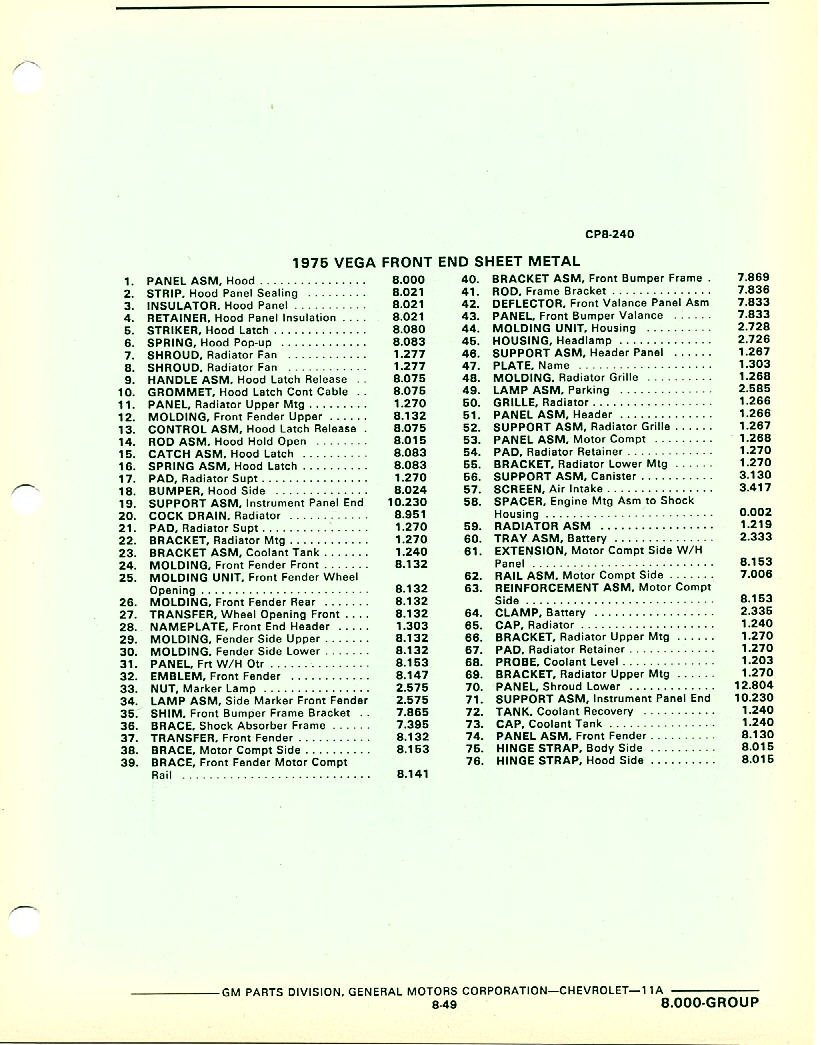 CP8-240
1975 VEGA FRONT END SHEET METAL
1. PANEL ASM, Hood . . . . . . . . . . . . . . . . 8.000
2. STRIP, Hood Panel Sealing . . . . . . . . . 8.021
3. INSULATOR, Hood Panel . . . . . . . . . . . 8.021
4. RETAINER, Hood Panel Insulation . . . . 8.021
5. STRIKER, Hood Latch . . . . . . . . . . . . . . 8.080
6. SPRING, Hood Pop-up . . . . . . . . . . . . . 8.083
7. SHROUD, Radiator Fan . . . . . . . . . . . . 1.277
8. SHROUD, Radiator Fan . . . . . . . . . . . . 1.277
9. HANDLE ASM, Hood Latch Release . . 8.075
10. GROMMET, Hood Latch Cont Cable . . 8.075
11. PANEL, Radiator Upper Mtg . . . . . . . . . 1.270
12. MOLDING, Front Fender Upper . . . . . . 8.132
13. CONTROL ASM, Hood Latch Release . 8.075
14. ROD ASM, Hood Hold Open . . . . . . . . 8.015
15. CATCH ASM, Hood Latch . . . . . . . . . . 8.083
16. SPRING ASM, Hood Latch . . . . . . . . . . 8.083
17. PAD, Radiator Supt . . . . . . . . . . . . . . . . 1.270
18. BUMPER, Hood Side . . . . . . . . . . . . . . 8.024
19. SUPPORT ASM, Instrument Panel End 10.230
20. COCK DRAIN, Radiator . . . . . . . . . . . . 8.951
21. PAD, Radiator Supt . . . . . . . . . . . . . . . . 1.270
22. BRACKET, Radiator Mtg . . . . . . . . . . . . 1.270
23. BRACKET ASM, Coolant Tank . . . . . . . 1.240
24. MOLDING, Front Fender Front . . . . . . . 8.132
25. MOLDING UNIT, Front Fender Wheel
Opening . . . . . . . . . . . . . . . . . . . . . . . . . 8.132
26. MOLDING, Front Fender Rear . . . . . . . 8.132
27. TRANSFER, Wheel Opening Front . . . . 8.132
28. NAMEPLATE, Front End Header . . . . . 1.303
29. MOLDING, Fender Side Upper . . . . . . . 8.132
30. MOLDING, Fender Side Lower . . . . . . . 8.132
31. PANEL, Frt W/H Otr . . . . . . . . . . . . . . . 8.153
32. EMBLEM, Front Fender . . . . . . . . . . . . . 8.147
33. NUT, Marker Lamp . . . . . . . . . . . . . . . . 2.575
34. LAMP ASM, Side Marker Front Fender 2.575
35. SHIM, Front Bumper Frame Bracket . . 7.865
36. BRACE, Shock Absorber Frame . . . . . . 7.395
37. TRANSFER, Front Fender . . . . . . . . . . . 8.132
38. BRACE, Motor Compt Side . . . . . . . . . . 8.153
39. BRACE, Front Fender Motor Compt
Rail . . . . . . . . . . . . . . . . . . . . . . . . . . . . 8.141
40. BRACKET ASM, Front Bumper Frame . 7.869
41. ROD, Frame Bracket . . . . . . . . . . . . . . . 7.836
42. DEFLECTOR, Front Valance Panel Asm 7.833
43. PANEL, Front Bumper Valance . . . . . . 7.833
44. MOLDING UNIT, Housing . . . . . . . . . . 2.728
45. HOUSING, Headlamp . . . . . . . . . . . . . . 2.726
46. SUPPORT ASM, Header Panel . . . . . . 1.267
47. PLATE, Name . . . . . . . . . . . . . . . . . . . . 1.303
48. MOLDING, Radiator Grille . . . . . . . . . . 1.268
49. LAMP ASM, Parking . . . . . . . . . . . . . . 2.585
50. GRILLE, Radiator . . . . . . . . . . . . . . . . . . 1.266
51. PANEL ASM, Header . . . . . . . . . . . . . . . 1.266
52. SUPPORT ASM, Radiator Grille . . . . . . 1.267
53. PANEL ASM, Motor Compt . . . . . . . . . 1.268
54. PAD, Radiator Retainer . . . . . . . . . . . . . 1.270
55. BRACKET, Radiator Lower Mtg . . . . . . 1.270
56. SUPPORT ASM, Canister . . . . . . . . . . . 3.130
57. SCREEN, Air Intake . . . . . . . . . . . . . . . . 3.417
58. SPACER, Engine Mtg Asm to Shock
Housing . . . . . . . . . . . . . . . . . . . . . . . . . 0.002
59. RADIATOR ASM . . . . . . . . . . . . . . . . . 1.219
60. TRAY ASM, Battery . . . . . . . . . . . . . . . 2.333
61. EXTENSION, Motor Compt Side W/H
Panel . . . . . . . . . . . . . . . . . . . . . . . . . . . 8.153
62. RAIL ASM, Motor Compt Side . . . . . . . 7.006
63. REINFORCEMENT ASM, Motor Compt
Side . . . . . . . . . . . . . . . . . . . . . . . . . . . . 8.153
64. CLAMP, Battery . . . . . . . . . . . . . . . . . . 2.335
65. CAP, Radiator . . . . . . . . . . . . . . . . . . . . 1.240
66. BRACKET, Radiator Upper Mtg . . . . . . 1.270
67. PAD, Radiator Retainer . . . . . . . . . . . . . 1.270
68. PROBE, Coolant Level . . . . . . . . . . . . . . 1.203
69. BRACKET, Radiator Upper Mtg . . . . . . 1.270
70. PANEL, Shroud Lower . . . . . . . . . . . . . 12.804
71. SUPPORT ASM, Instrument Panel End 10.230
72. TANK, Coolant Recovery . . . . . . . . . . . 1.240
73. CAP, Coolant Tank . . . . . . . . . . . . . . . . 1.240
74. PANEL ASM, Front Fender . . . . . . . . . . 8.130
75. HINGE STRAP, Body Side . . . . . . . . . . 8.015
76. HINGE STRAP, Hood Side . . . . . . . . . . 8.015
GM PARTS DIVISION, GENERAL MOTORS CORPORATION—CHEVROLET—11A
8-49
8.000-GROUP